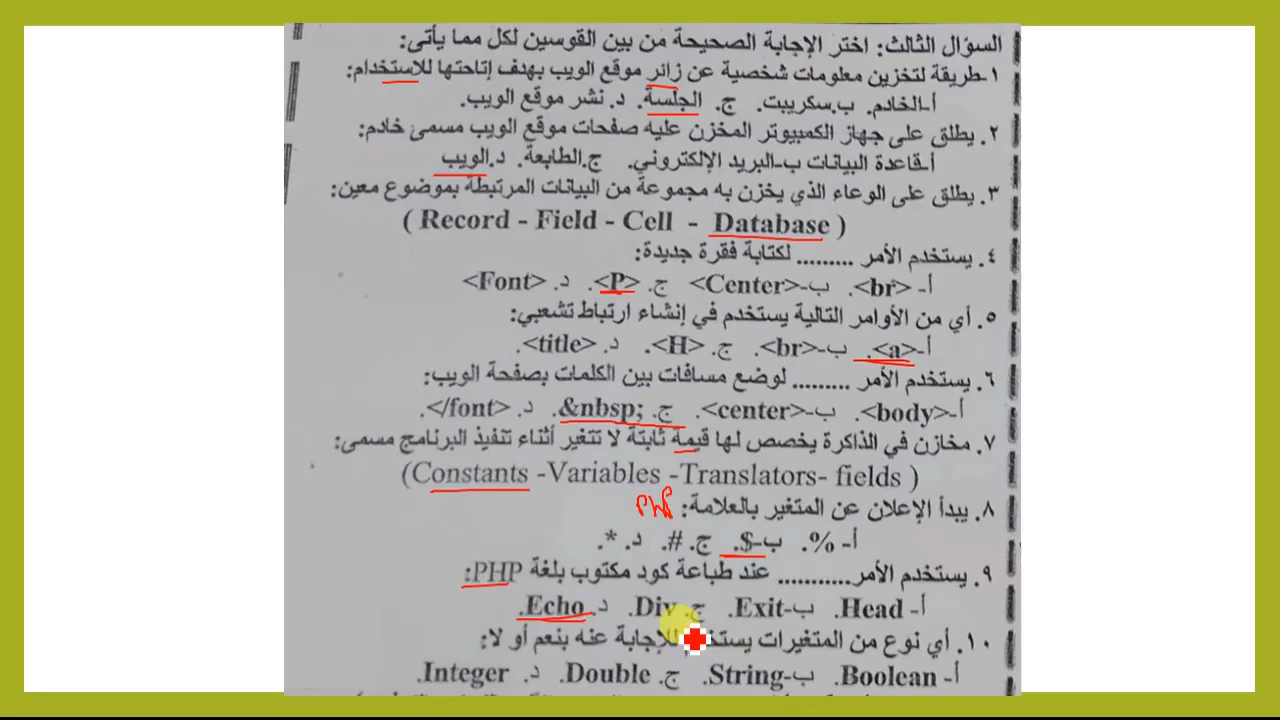 السؤال الثالث: اختر الإجابة الصحيحة من بين القوسين لكل مما يأتى:
١-طريقة لتخزين معلومات شخصية عن زائر موقع الويب بهدف إتاحتها للاستخدام:
أ-الخادم. ب.سكريبت. ج. الجلسة. د. نشر موقع الويب.
٢. يطلق على جهاز الكمبيوتر المخزن عليه صفحات موقع الويب مسمى خادم:
أ-قاعدة البيانات ب-البريد الإلكتروني. ج.الطابعة. د.الويب
٣. يطلق على الوعاء الذي يخزن به مجموعة من البيانات المرتبطة بموضوع معين:
( Record - Field - Cell - Database )
٤. يستخدم الأمر ......... لكتابة فقرة جديدة:
أ- <br>. ب-<Center> ج. <P>. د. <Font>
٥. أي من الأوامر التالية يستخدم في إنشاء ارتباط تشعبي:
أ-<a>. ب-<br>. ج. <H>. د. <title>.
٦. يستخدم الأمر ......... لوضع مسافات بين الكلمات بصفحة الويب:
أ-<body>. ب-<center>. ج. &nbsp;. د. </font>.
٧. مخازن في الذاكرة يخصص لها قيمة ثابتة لا تتغير أثناء تنفيذ البرنامج مسمى:
(Constants -Variables -Translators- fields )
٨. يبدأ الإعلان عن المتغير بالعلامة: PHP
أ- %. ب-$. ج. #. د. *.
٩. يستخدم الأمر........... عند طباعة كود مكتوب بلغة PHP:
أ- Head. ب-Exit. ج. Div. د. Echo.
١٠. أي نوع من المتغيرات يستخدم للإجابة عنه بنعم أو لا:
أ- Boolean. ب-String. ج. Double. د. Integer.